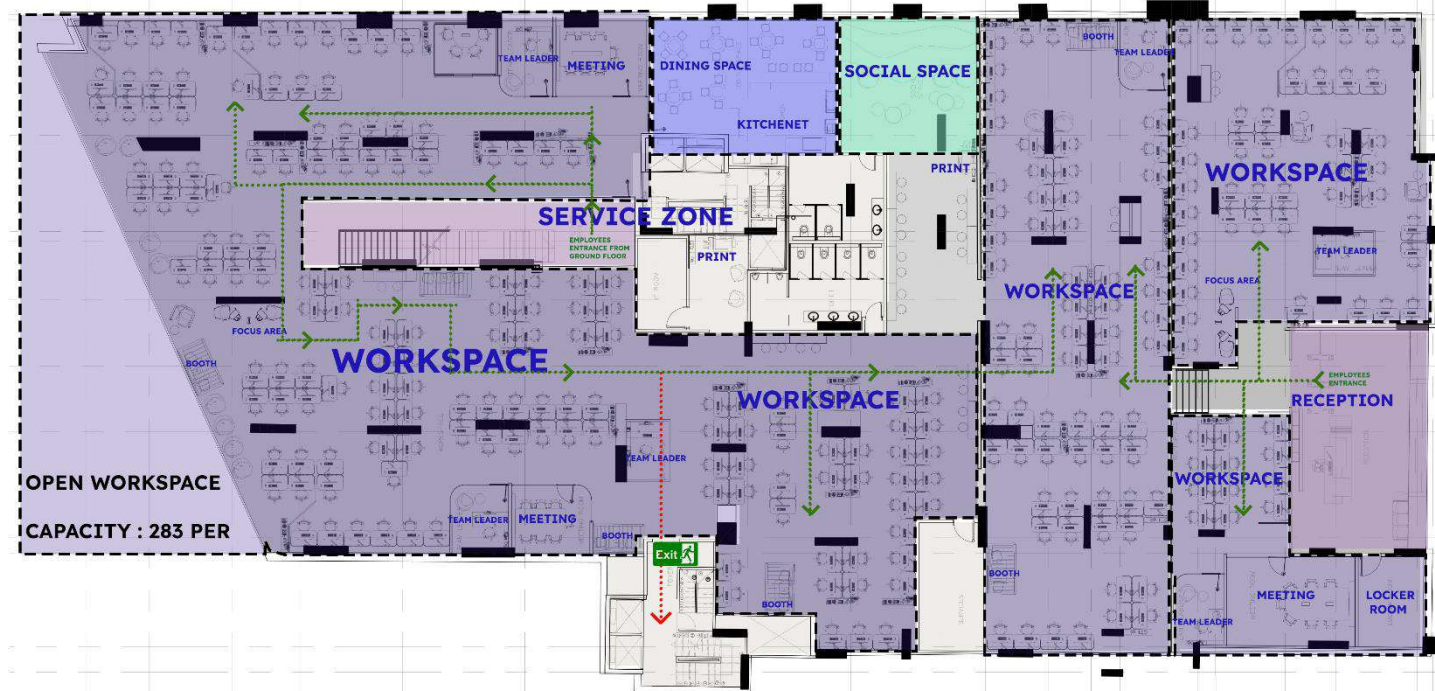 BOOTH
TEAM LEADER
TEAM LEADER
MEETING
DINING SPACE
SOCIAL SPACE
KITCHENET
PRINT
WORKSPACE
SERVICE ZONE
EMPLOYEES
ENTRANCE FROM
GROUND FLOOR
PRINT
TEAM LEADER
FOCUS AREA
WORKSPACE
FOCUS AREA
WORKSPACE
BOOTH
EMPLOYEES
ENTRANCE
RECEPTION
WORKSPACE
TEAM LEADER
WORKSPACE
OPEN WORKSPACE
CAPACITY : 283 PER
TEAM LEADER
MEETING
BOOTH
Exit
BOOTH
BOOTH
MEETING
LOCKER
ROOM
TEAM LEADER